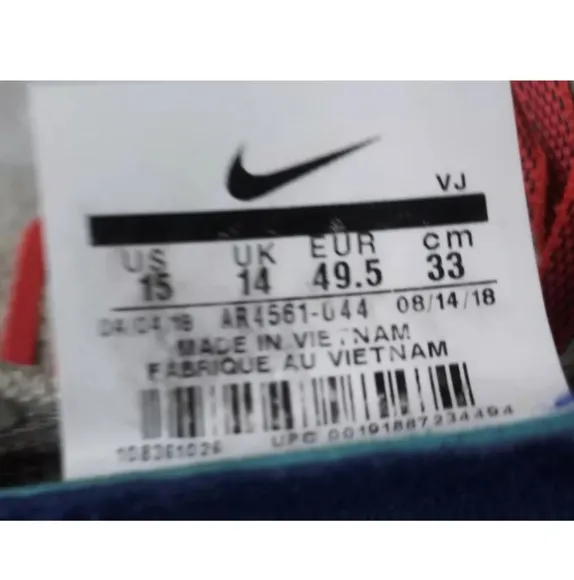 VJ
US UK EUR cm
15 14 49.5 33
04/04/18 AR4561-044 08/14/18
MADE IN VIETNAM
FABRIQUE AU VIETNAM
108361026 UPC 00191887234494